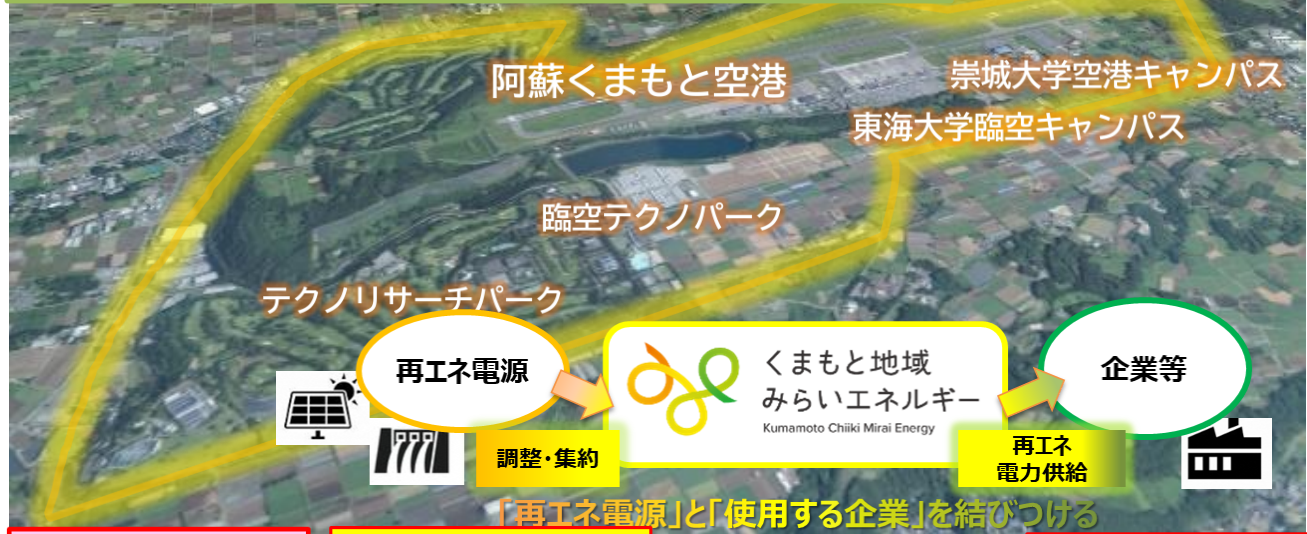 阿蘇くまもと空港
崇城大学空港キャンパス
東海大学臨空キャンパス
臨空テクノパーク
テクノリサーチパーク
再エネ電源
くまもと地域
みらいエネルギー
Kumamoto Chiiki Mirai Energy
企業等
調整・集約
再エネ
電力供給
「再エネ電源」と「使用する企業」を結びつける